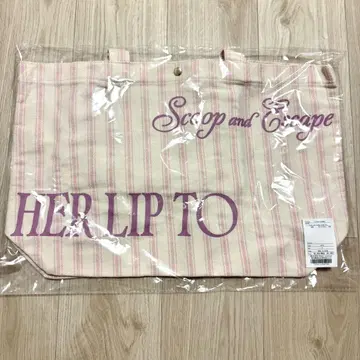 Scoop and Escape
HER LIP TO